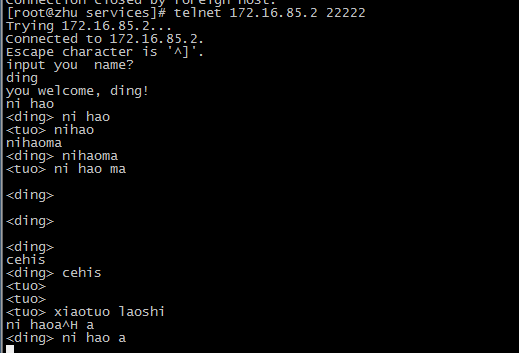 Connection closed by foreign host.
[root@zhu services]# telnet 172.16.85.2 22222
Trying 172.16.85.2...
Connected to 172.16.85.2.
Escape character is '^]'.
input you  name?
ding
you welcome, ding!
ni hao
<ding> ni hao
<tuo> nihao
nihaoma
<ding> nihaoma
<tuo> ni hao ma
<ding>
<ding>
<ding>
cehis
<ding> cehis
<tuo>
<tuo>
<tuo> xiaotuo laoshi
ni haoa^H a
<ding> ni hao a